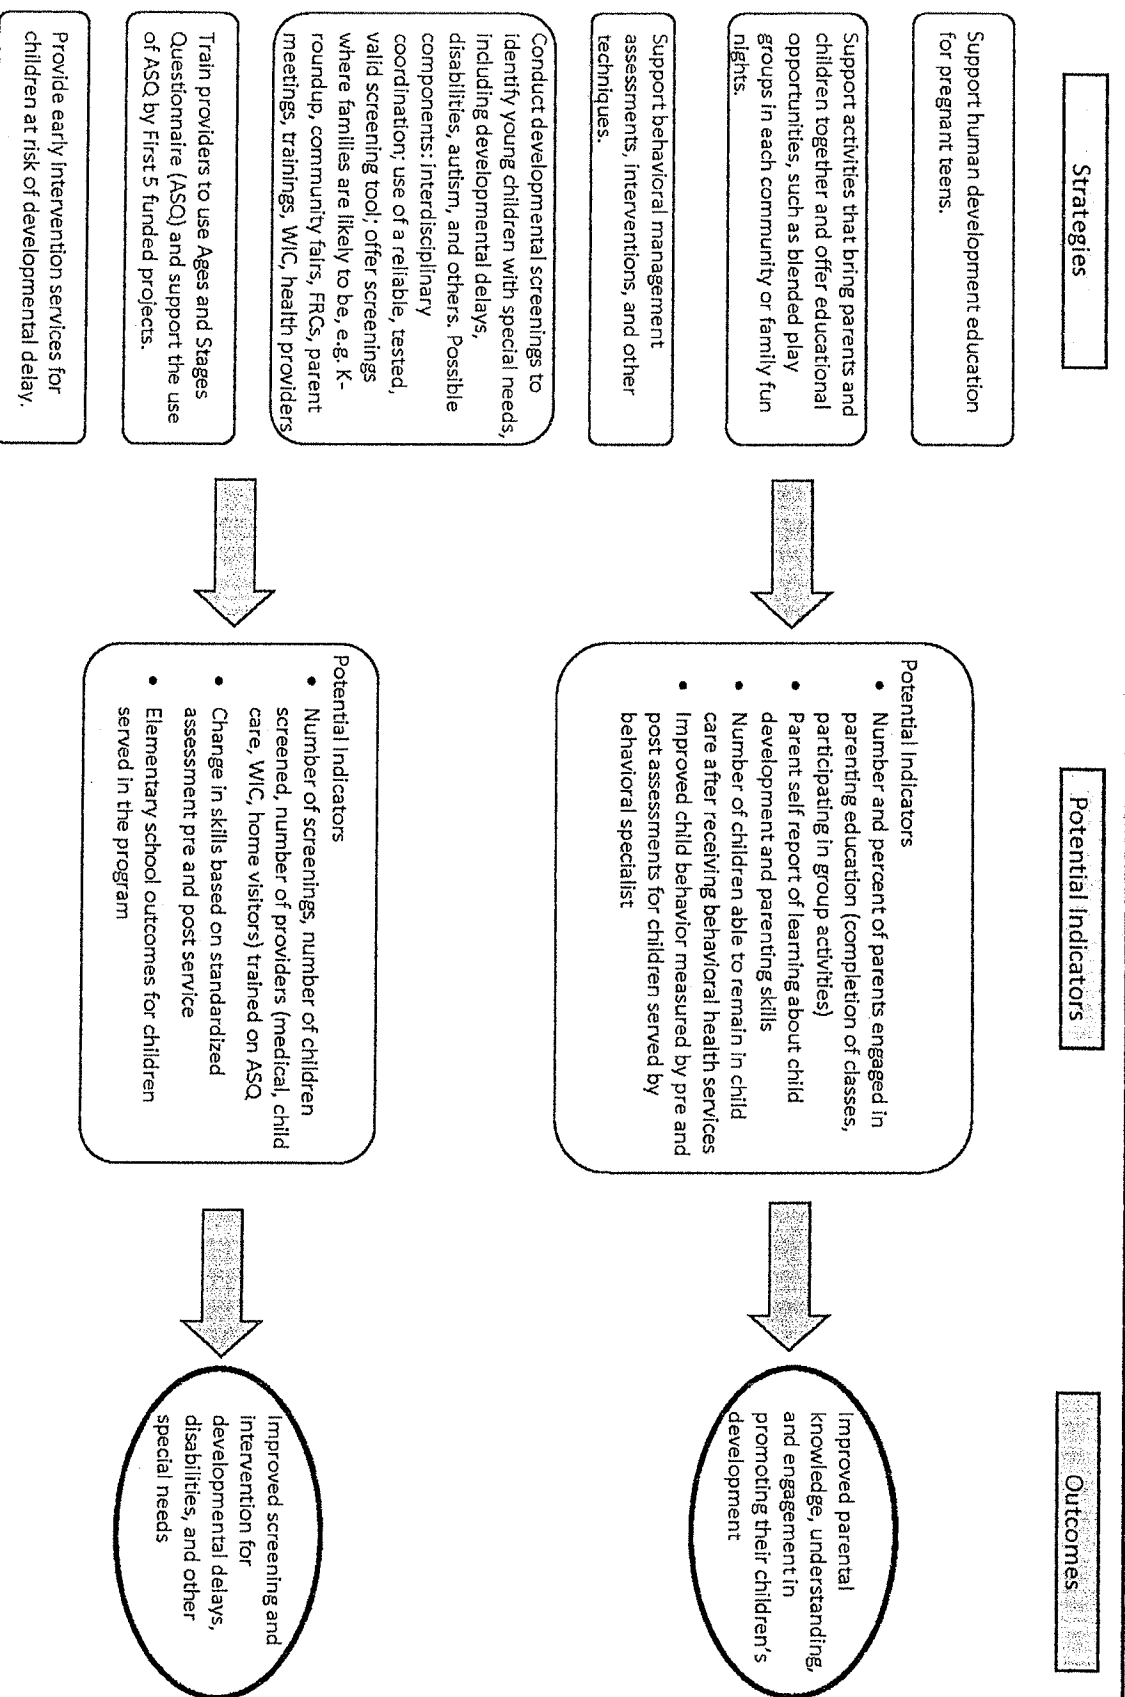 Strategies
Potential Indicators
Outcomes
Support human development education
for pregnant teens.
Support activities that bring parents and
children together and offer educational
opportunities, such as blended play
groups in each community or family fun
nights.
Support behavioral management
assessments, interventions, and other
techniques.
Potential Indicators
• Number and percent of parents engaged in
parenting education (completion of classes,
participating in group activities)
• Parent self report of learning about child
development and parenting skills
• Number of children able to remain in child
care after receiving behavioral health services
• Improved child behavior measured by pre and
post assessments for children served by
behavioral specialist
Improved parental
knowledge, understanding,
and engagement in
promoting their children's
development
Conduct developmental screenings to
identify young children with special needs,
including developmental delays,
disabilities, autism, and others. Possible
components: interdisciplinary
coordination; use of a reliable, tested,
valid screening tool; offer screenings
where families are likely to be, e.g. K-
roundup, community fairs, FRCs, parent
meetings, trainings, WIC, health providers
Train providers to use Ages and Stages
Questionnaire (ASQ) and support the use
of ASQ by First 5 funded projects.
Provide early intervention services for
children at risk of developmental delay.
Potential Indicators
• Number of screenings, number of children
screened, number of providers (medical, child
care, WIC, home visitors) trained on ASQ
• Change in skills based on standardized
assessment pre and post service
• Elementary school outcomes for children
served in the program
Improved screening and
intervention for
developmental delays,
disabilities, and other
special needs